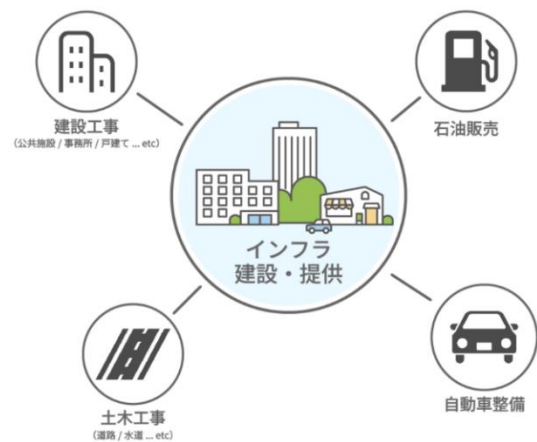 建設工事
(公共施設 / 事務所 / 戸建て ... etc)
石油販売
インフラ
建設・提供
土木工事
(道路 / 水道 ... etc)
自動車整備